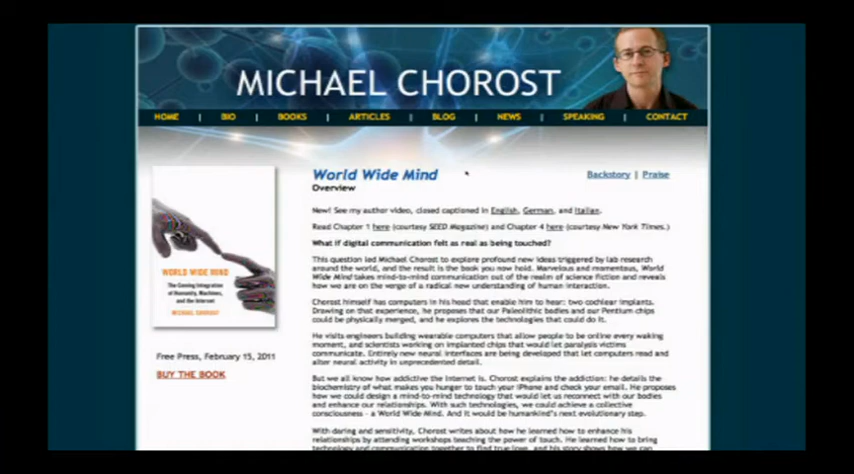 MICHAEL CHOROST
HOME | BIO | BOOKS | ARTICLES | BLOG | NEWS | SPEAKING | CONTACT
World Wide Mind
Backstory | Praise
Overview
New! See my author video, closed captioned in English, German, and Italian.
Read Chapter 1 here (courtesy SEED Magazine) and Chapter 4 here (courtesy New York Times.)
What if digital communication felt as real as being touched?
This question led Michael Chorost to explore profound new ideas triggered by lab research
around the world, and the result is the book you now hold. Marvelous and momentous, World
Wide Mind takes mind-to-mind communication out of the realm of science fiction and reveals
how we are on the verge of a radical new understanding of human interaction.
Chorost himself has computers in his head that enable him to hear: two cochlear implants.
Drawing on that experience, he proposes that our Paleolithic bodies and our Pentium chips
could be physically merged, and he explores the technologies that could do it.
He visits engineers building wearable computers that allow people to be online every waking
moment, and scientists working on implanted chips that would let paralysis victims
communicate. Entirely new neural interfaces are being developed that let computers read and
alter neural activity in unprecedented detail.
But we all know how addictive the Internet is. Chorost explains the addiction: he details the
biochemistry of what makes you hunger to touch your iPhone and check your email. He proposes
how we could design a mind-to-mind technology that would let us reconnect with our bodies
and enhance our relationships. With such technologies, we could achieve a collective
consciousness – a World Wide Mind. And it would be humankind's next evolutionary step.
With daring and sensitivity, Chorost writes about how he learned how to enhance his
relationships by attending workshops teaching the power of touch. He learned how to bring
technology and communication together to find true love, and his story shows how we can
WORLD WIDE MIND
The Coming Integration
of Humanity, Machines,
and the Internet
MICHAEL CHOROST
Free Press, February 15, 2011
BUY THE BOOK